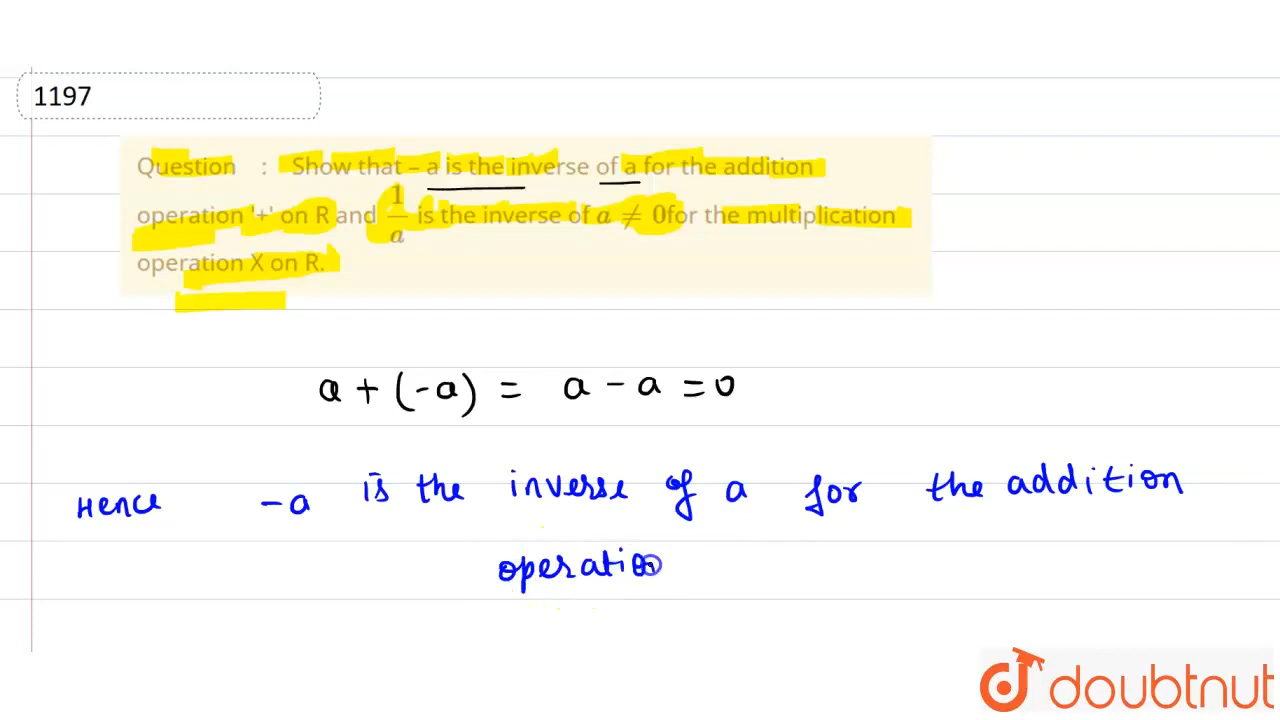 1197
Question : Show that – a is the inverse of a for the addition
operation '+' on R and 1/a is the inverse of a ≠ 0for the multiplication
operation X on R.
a + (-a) = a - a = 0
Hence -a is the inverse of a for the addition
operatio
doubtnut